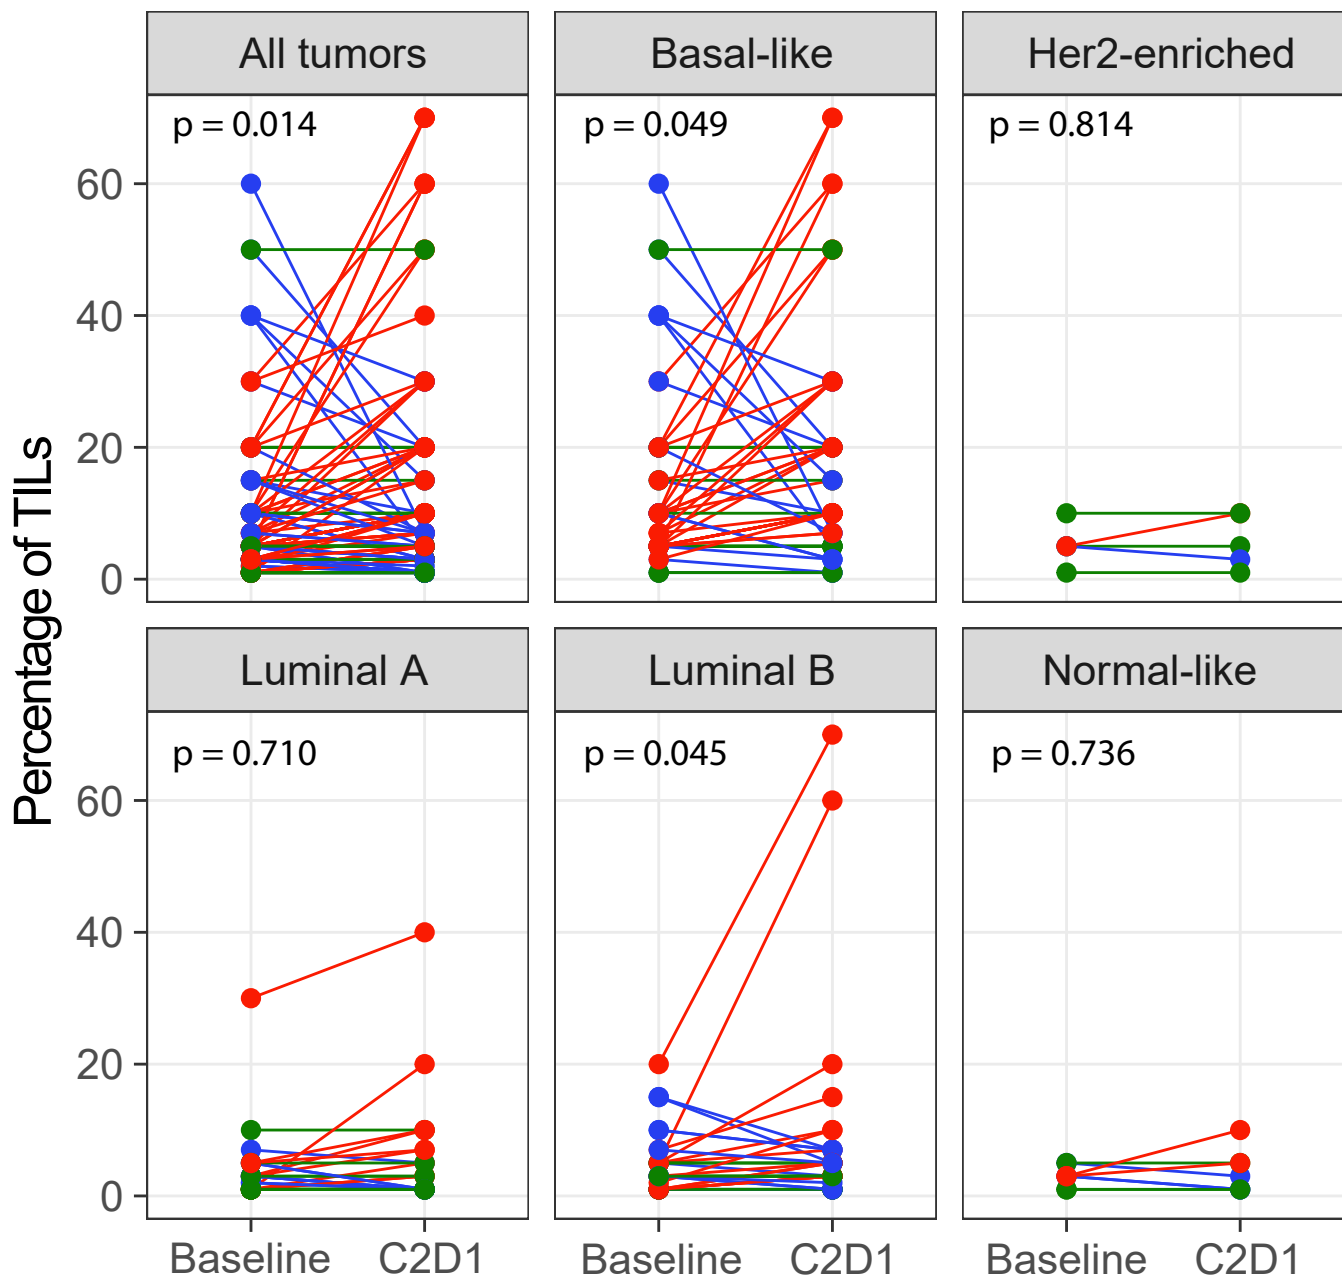 All tumors
Basal-like
Her2-enriched
p = 0.014
p = 0.049
p = 0.814
60
40
20
0
Percentage of TILs
Luminal A
Luminal B
Normal-like
p = 0.710
p = 0.045
p = 0.736
60
40
20
0
Baseline C2D1
Baseline C2D1
Baseline C2D1